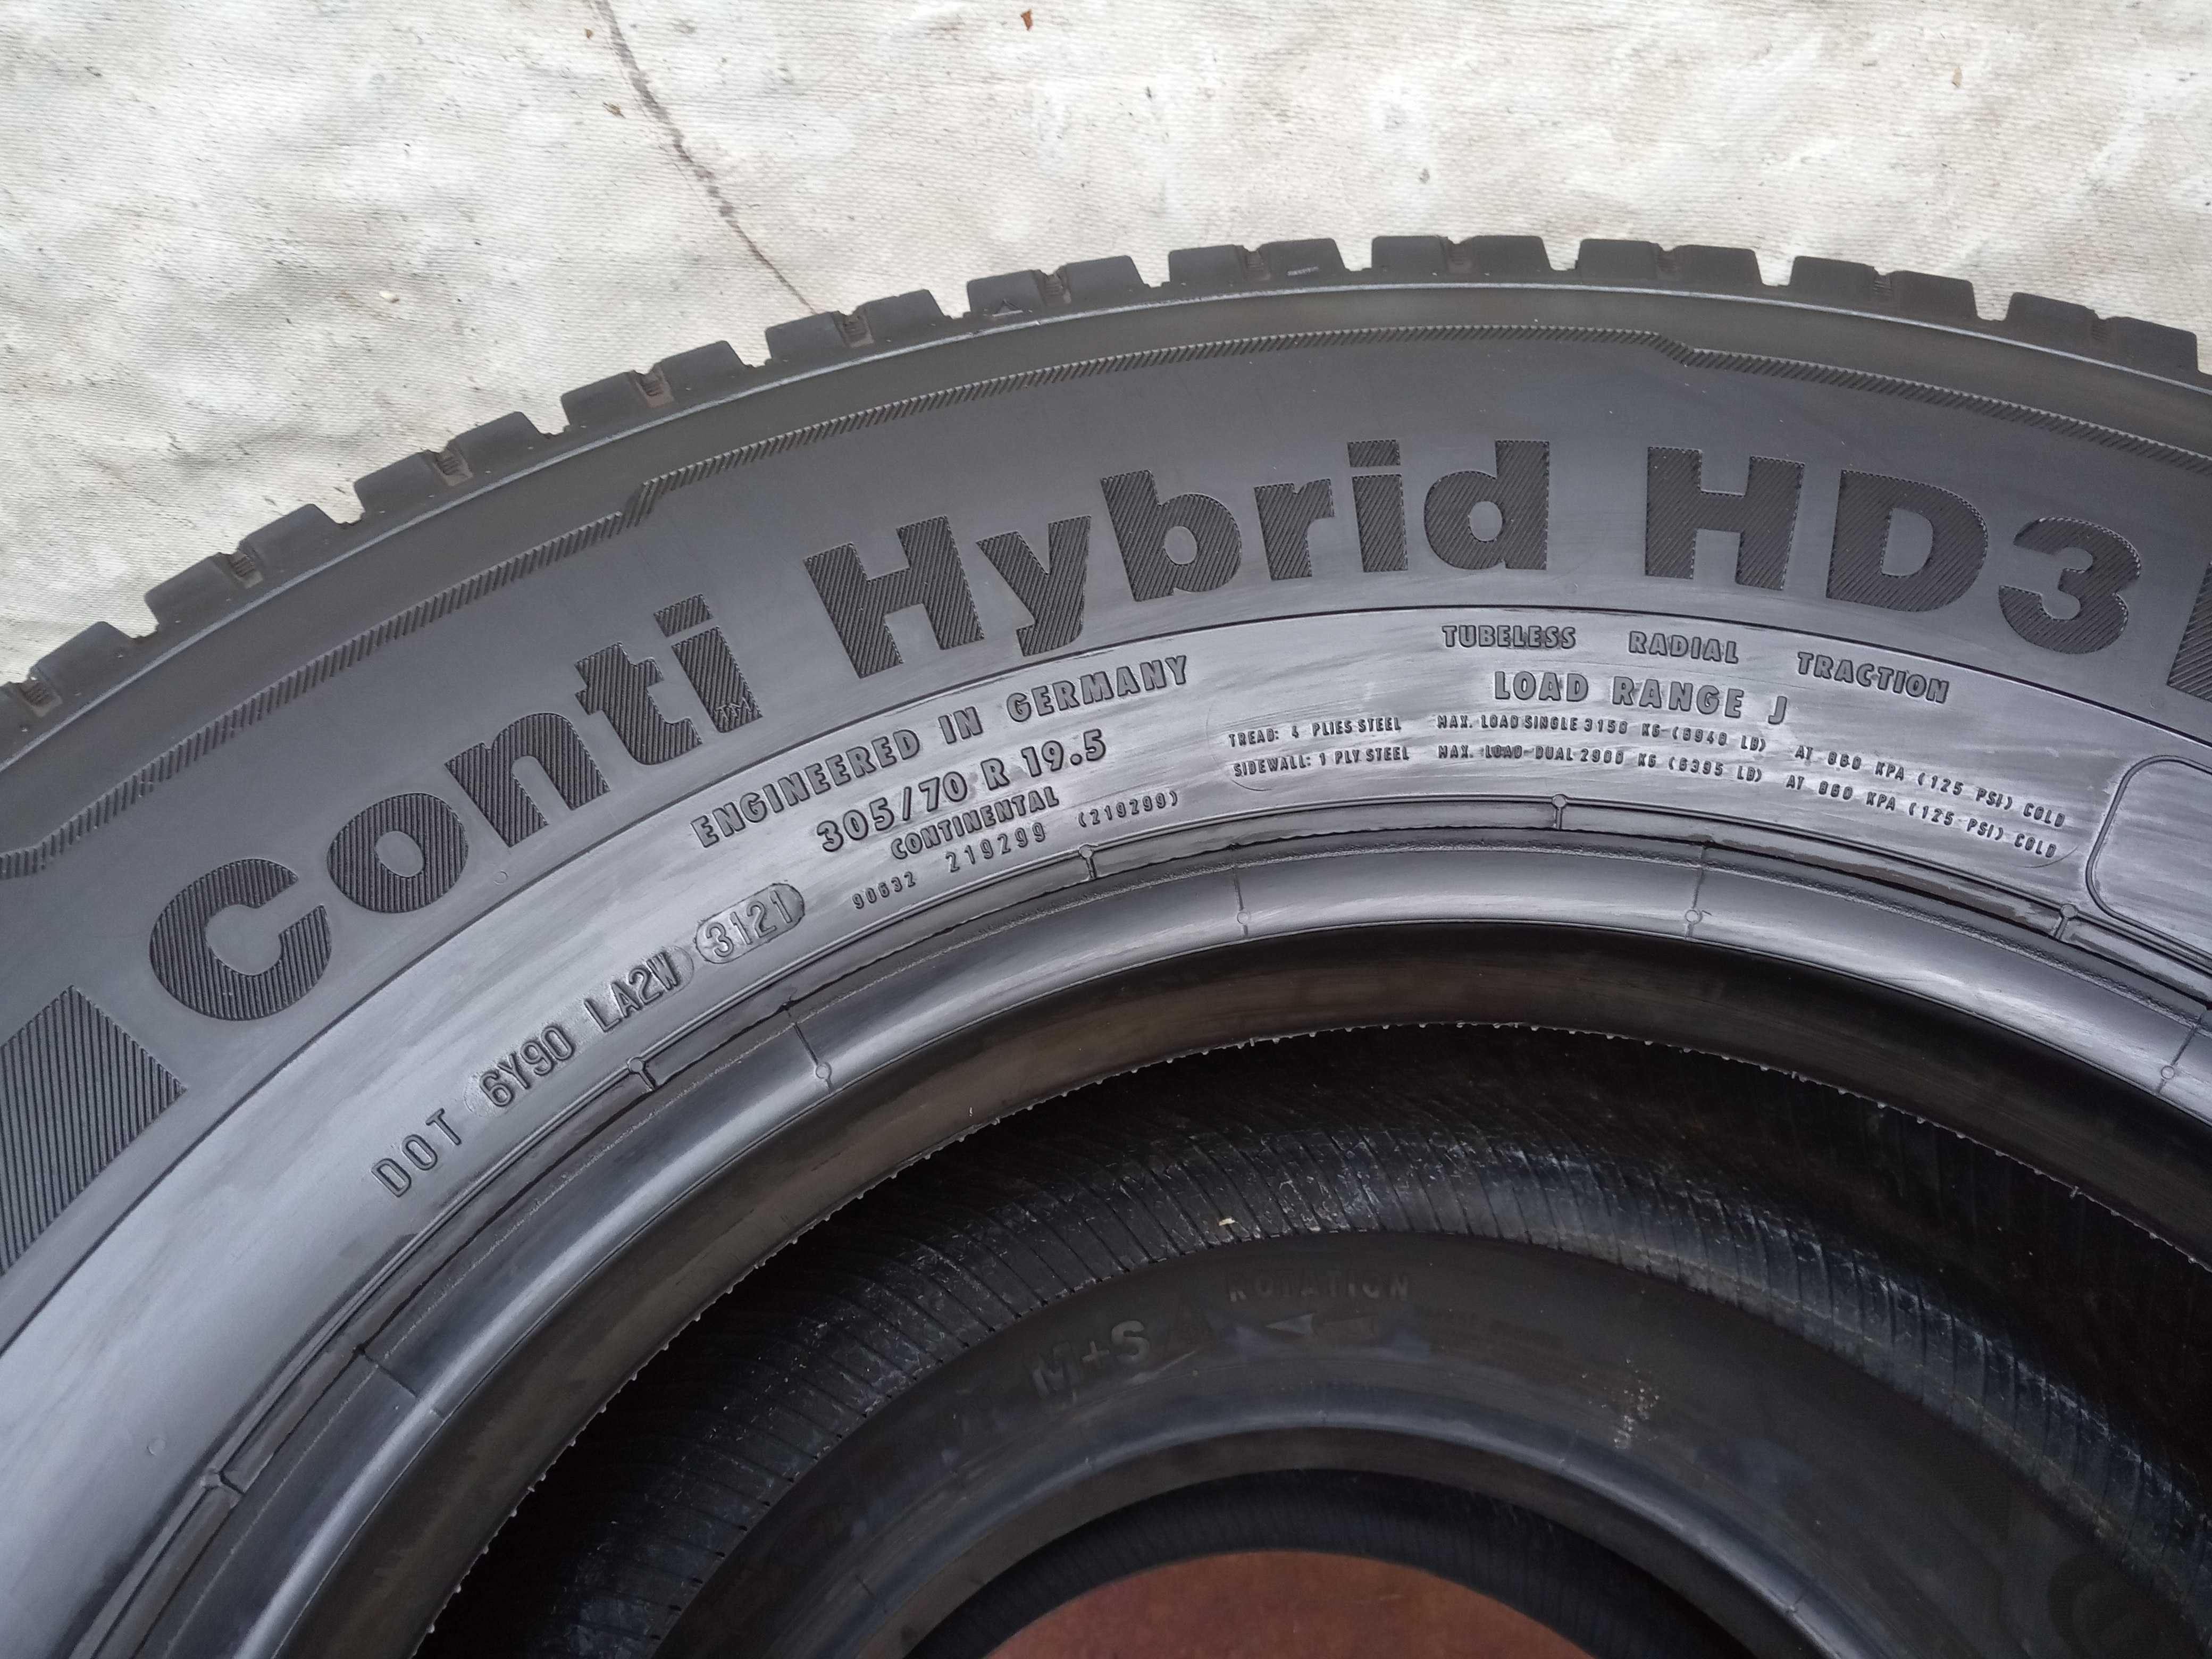 Conti Hybrid HD3
TUBELESS RADIAL TRACTION
LOAD RANGE J
ENGINEERED IN GERMANY
305/70 R 19.5
CONTINENTAL
90632 219299 (219299)
TREAD: 4 PLIES STEEL MAX. LOAD SINGLE 3150 KG (6940 LB) AT 860 KPA (125 PSI) COLD
SIDEWALL: 1 PLY STEEL MAX. LOAD DUAL 2900 KG (6395 LB) AT 860 KPA (125 PSI) COLD
DOT 6Y90 LA2W 3121
ROTATION
M+S